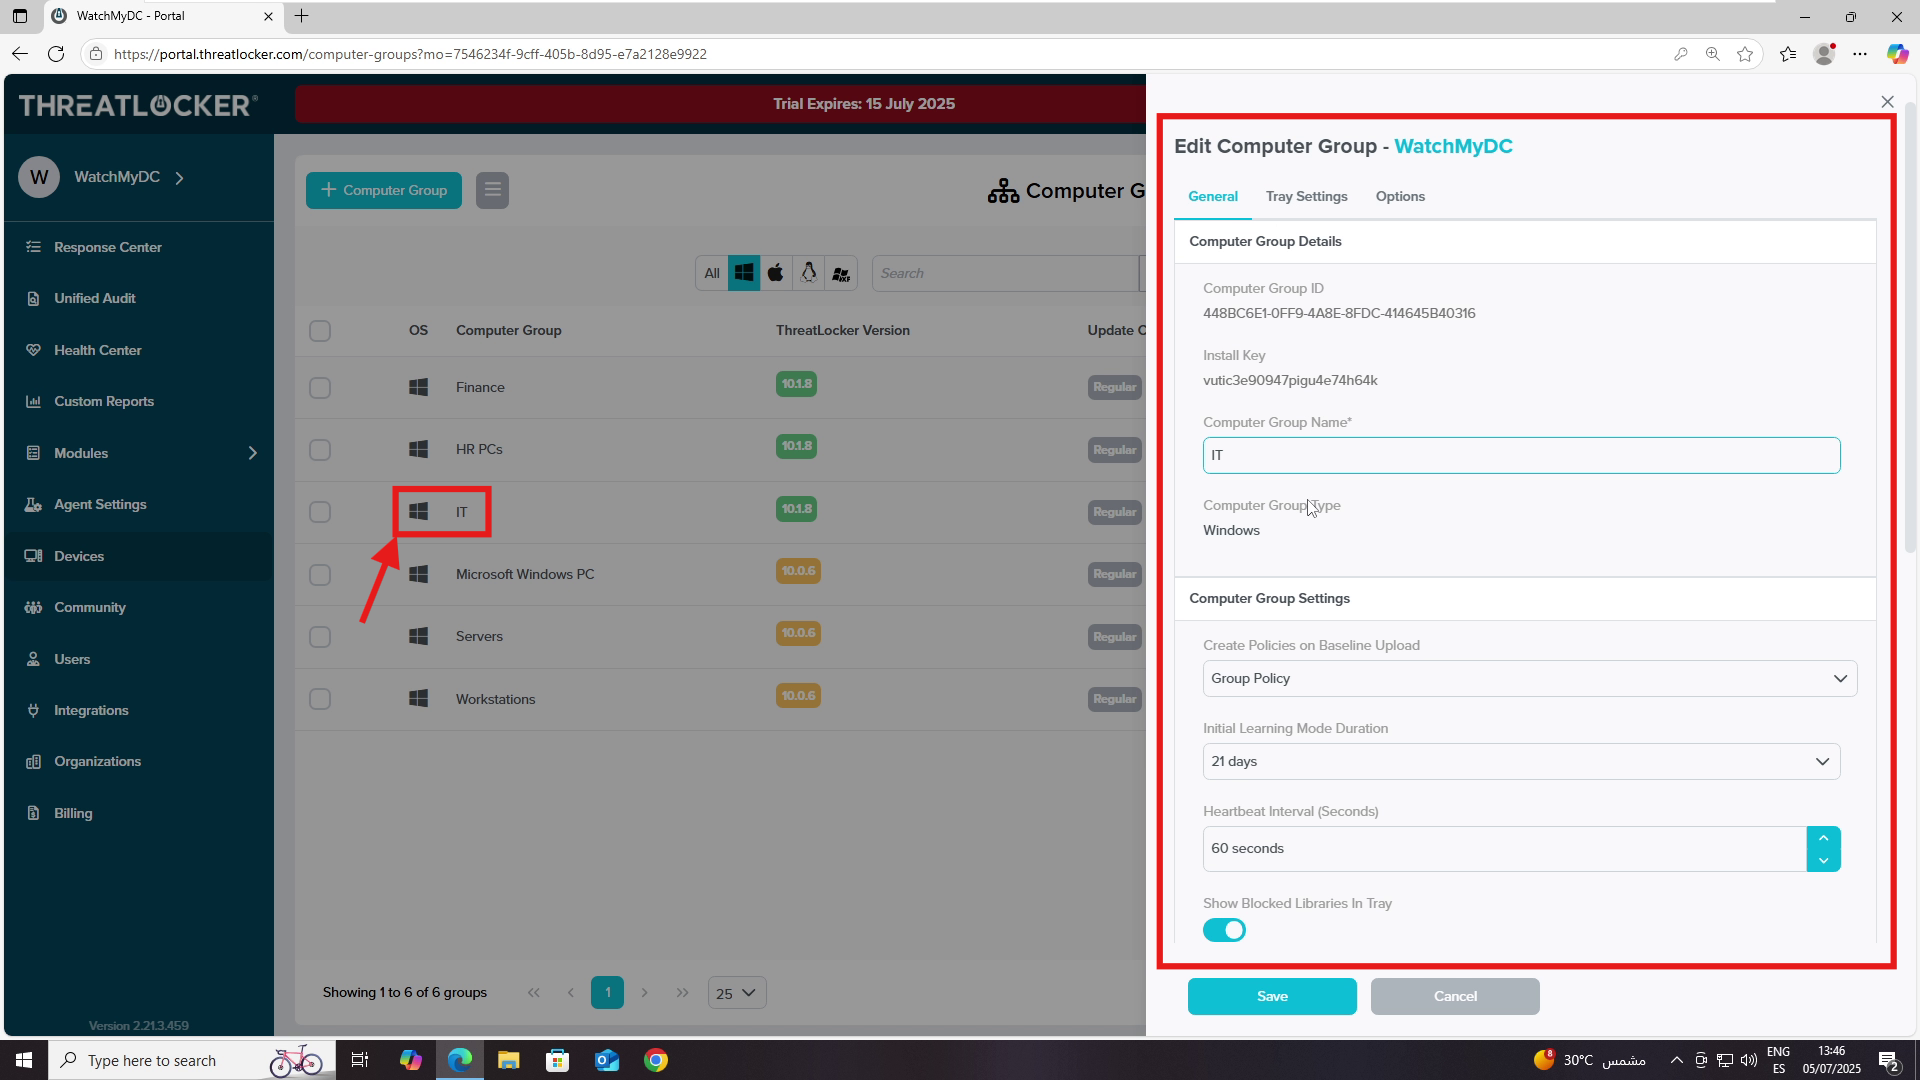 WatchMyDC - Portal
https://portal.threatlocker.com/computer-groups?mo=7546234f-9cff-405b-8d95-e7a2128e9922
THREATLOCKER®
Trial Expires: 15 July 2025
W WatchMyDC
Response Center
Unified Audit
Health Center
Custom Reports
Modules
Agent Settings
Devices
Community
Users
Integrations
Organizations
Billing
Version 2.21.3.459
+ Computer Group
Computer G
All
Search
OS Computer Group ThreatLocker Version Update C
Finance 10.1.8 Regular
HR PCs 10.1.8 Regular
IT 10.1.8 Regular
Microsoft Windows PC 10.0.6 Regular
Servers 10.0.6 Regular
Workstations 10.0.6 Regular
Showing 1 to 6 of 6 groups
1
25
Edit Computer Group - WatchMyDC
General Tray Settings Options
Computer Group Details
Computer Group ID
448BC6E1-0FF9-4A8E-8FDC-414645B40316
Install Key
vutic3e90947pigu4e74h64k
Computer Group Name*
IT
Computer Group Type
Windows
Computer Group Settings
Create Policies on Baseline Upload
Group Policy
Initial Learning Mode Duration
21 days
Heartbeat Interval (Seconds)
60 seconds
Show Blocked Libraries In Tray
Save Cancel
Type here to search
8
30°C مشمس
ENG
ES
13:46
05/07/2025
2